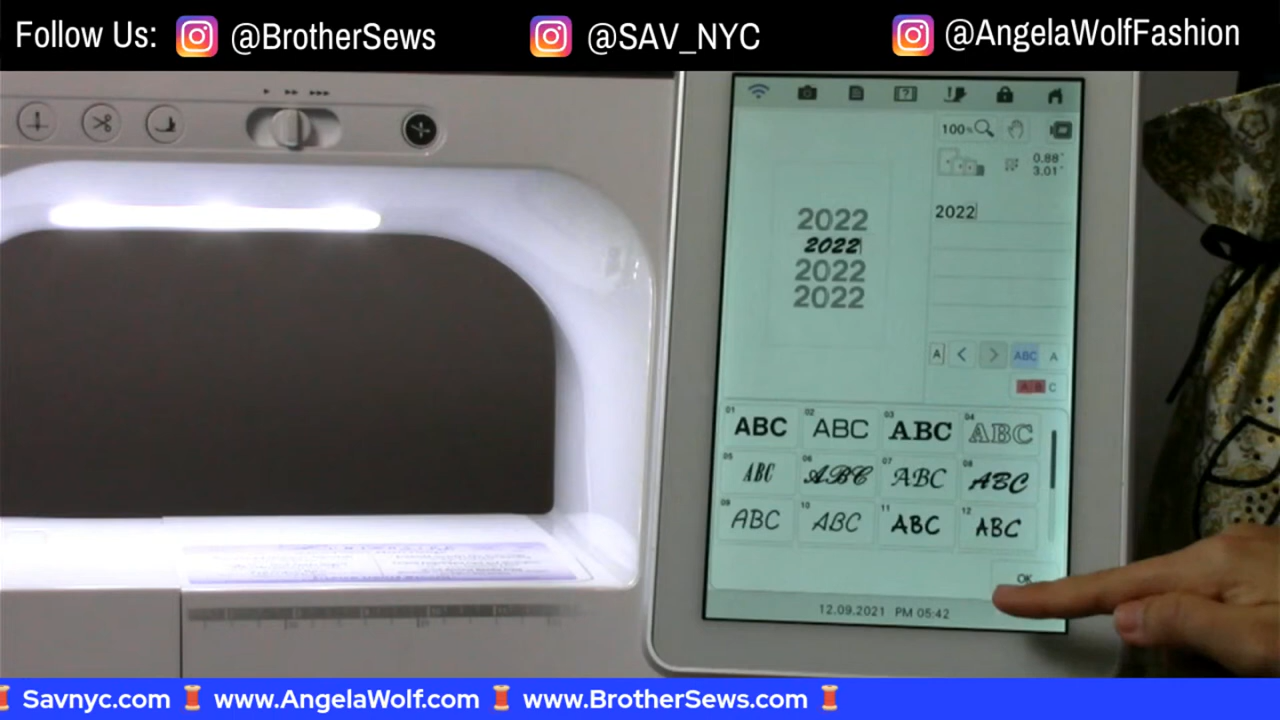 Follow Us: @BrotherSews @SAV_NYC @AngelaWolfFashion
100%
0.88"
3.01"
2022
2022
2022
2022
2022
A < > ABC A
A B C
01 ABC 02 ABC 03 ABC 04 ABC
05 ABC 06 ABC 07 ABC 08 ABC
09 ABC 10 ABC 11 ABC 12 ABC
OK
12.09.2021 PM 05:42
Savnyc.com www.AngelaWolf.com www.BrotherSews.com